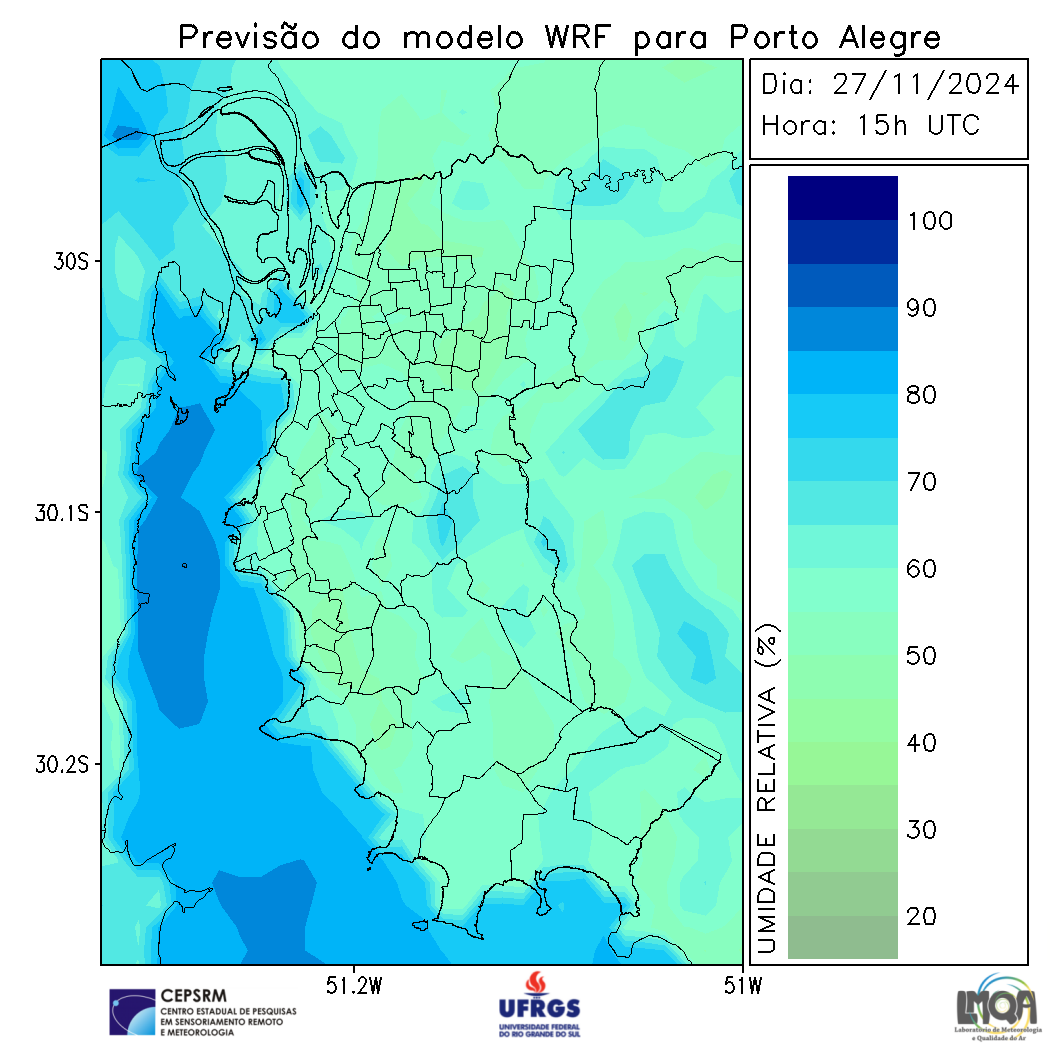 Previsão do modelo WRF para Porto Alegre
Dia: 27/11/2024
Hora: 15h UTC
30S
30.1S
30.2S
51.2W
51W
100
90
80
70
60
50
40
30
20
UMIDADE RELATIVA (%)
CEPSRM
CENTRO ESTADUAL DE PESQUISAS
EM SENSORIAMENTO REMOTO
E METEOROLOGIA
UFRGS
UNIVERSIDADE FEDERAL
DO RIO GRANDE DO SUL
LMQA
Laboratório de Meteorologia
e Qualidade do Ar